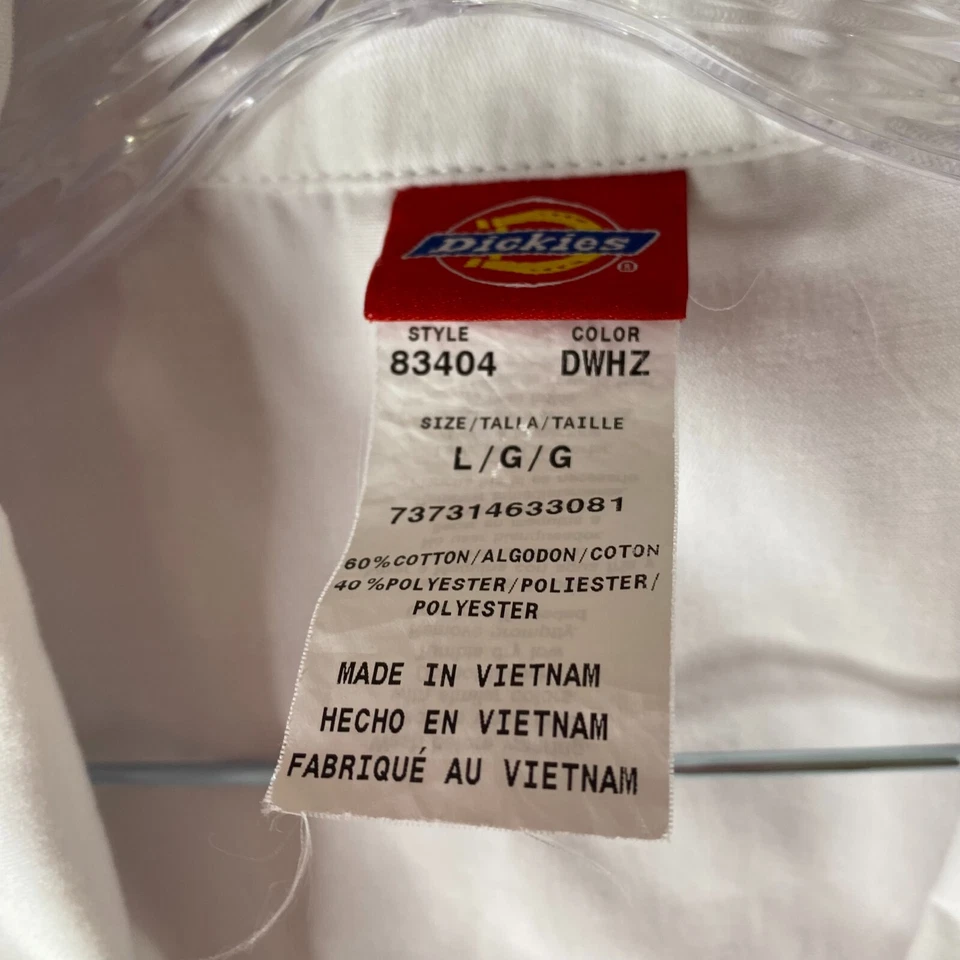 Dickies ®
STYLE COLOR
83404 DWHZ
SIZE/TALLA/TAILLE
L/G/G
737314633081
60%COTTON/ALGODON/COTON
40%POLYESTER/POLIESTER/
POLYESTER
MADE IN VIETNAM
HECHO EN VIETNAM
FABRIQUÉ AU VIETNAM